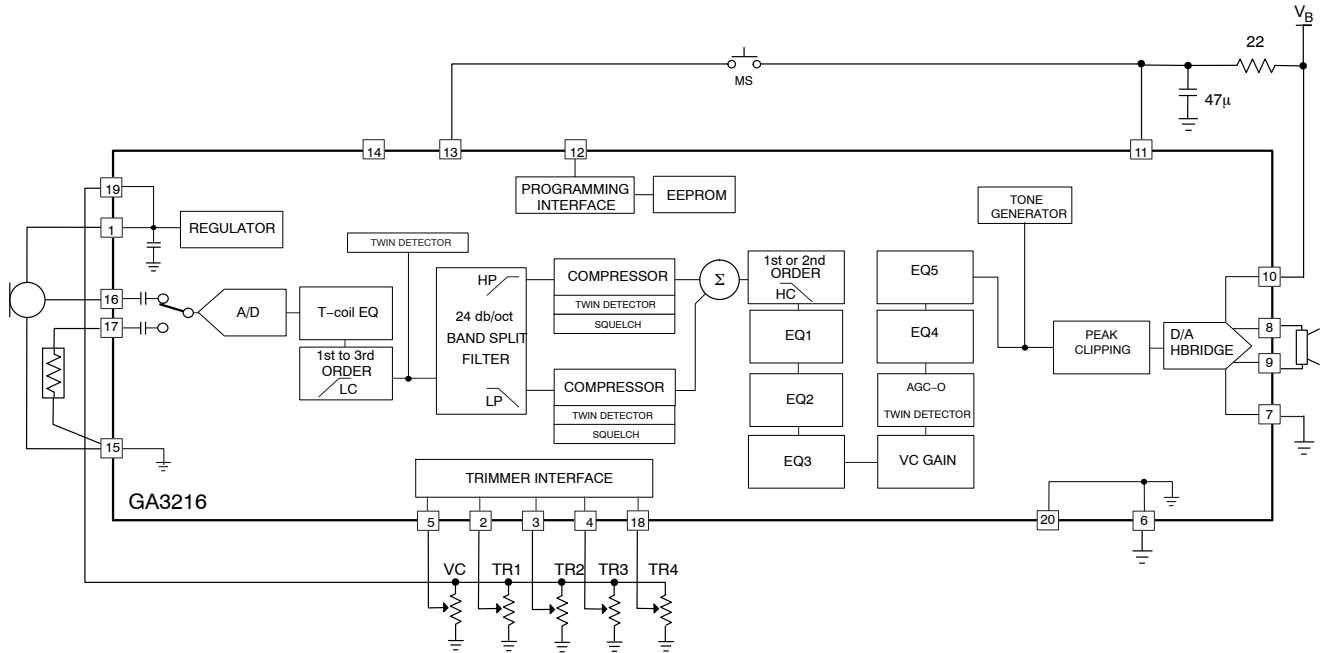 VB
22
MS
47μ
14
13
12
11
19
PROGRAMMING
INTERFACE
EEPROM
TONE
GENERATOR
1
REGULATOR
TWIN DETECTOR
HP
COMPRESSOR
TWIN DETECTOR
SQUELCH
Σ
1st or 2nd
ORDER
HC
EQ5
10
16
A/D
T−coil EQ
24 db/oct
BAND SPLIT
FILTER
17
EQ1
EQ4
PEAK
CLIPPING
D/A
HBRIDGE
8
9
1st to 3rd
ORDER
LC
LP
COMPRESSOR
TWIN DETECTOR
SQUELCH
EQ2
AGC−O
TWIN DETECTOR
7
15
EQ3
VC GAIN
TRIMMER INTERFACE
GA3216
5
2
3
4
18
20
6
VC
TR1
TR2
TR3
TR4